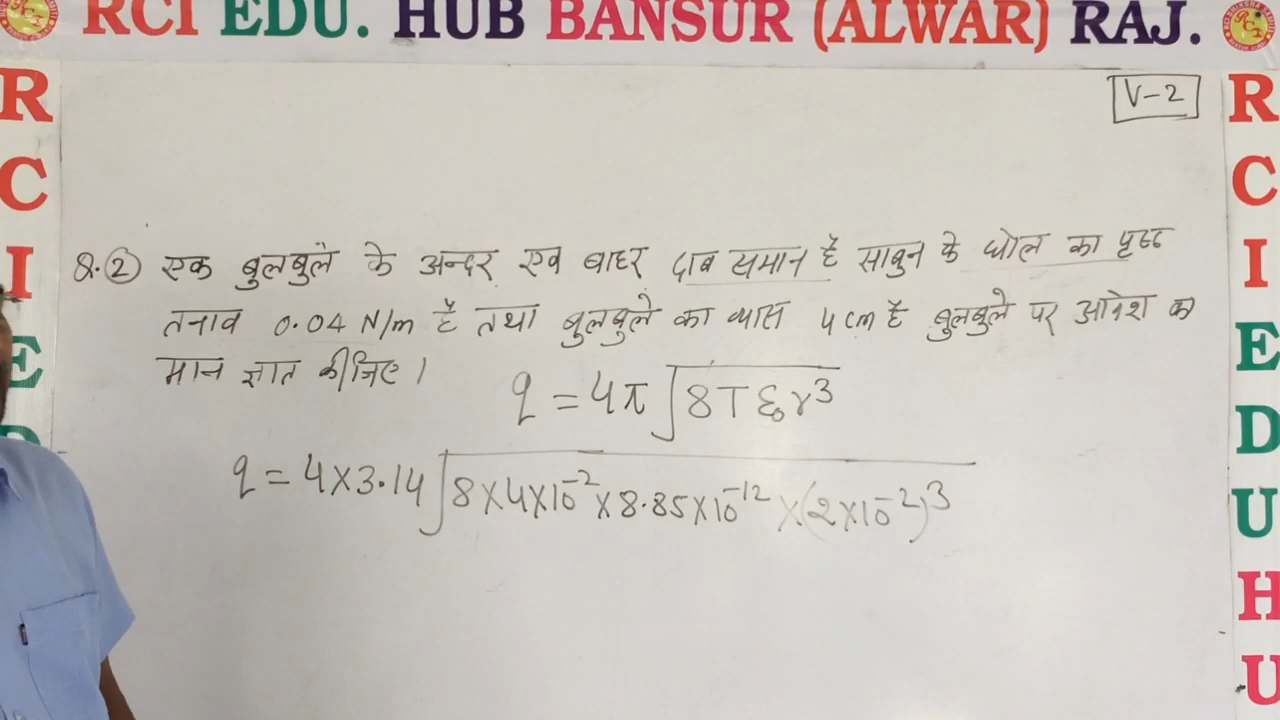 RCI EDU. HUB BANSUR (ALWAR) RAJ.
V-2
Q.② एक बुलबुले के अन्दर एव बाहर दाब समान है साबुन के घोल का पृष्ठ
तनाव 0.04 N/m है तथा बुलबुले का व्यास 4 cm है बुलबुले पर आवेश का
मान ज्ञात कीजिए।
q = 4π √8Tε₀r³
q = 4×3.14 √8×4×10⁻²×8.85×10⁻¹²×(2×10⁻²)³
R
C
I
E
D
R
C
I
E
D
U
H
U